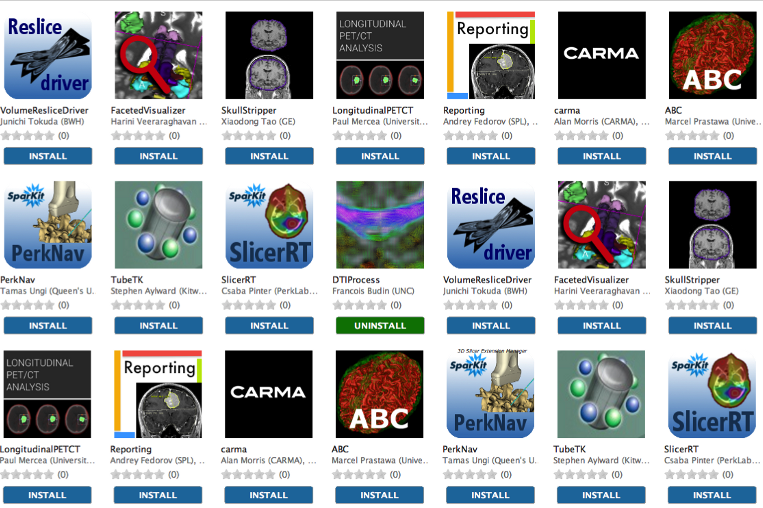 Reslice
driver
LONGITUDINAL
PET/CT
ANALYSIS
Reporting
CARMA
ABC
VolumeResliceDriver FacetedVisualizer SkullStripper LongitudinalPETCT Reporting carma ABC
Junichi Tokuda (BWH) Harini Veeraraghavan ... Xiaodong Tao (GE) Paul Mercea (Universit... Andrey Fedorov (SPL), .. Alan Morris (CARMA), ... Marcel Prastawa (Unive..
(0) (0) (0) (0) (0) (0) (0)
INSTALL INSTALL INSTALL INSTALL INSTALL INSTALL INSTALL
SparKit
PerkNav
SparKit
SlicerRT
Reslice
driver
PerkNav TubeTK SlicerRT DTIProcess VolumeResliceDriver FacetedVisualizer SkullStripper
Tamas Ungi (Queen's U. Stephen Aylward (Kitw... Csaba Pinter (PerkLab... Francois Budin (UNC) Junichi Tokuda (BWH) Harini Veeraraghavan ... Xiaodong Tao (GE)
(0) (0) (0) (0) (0) (0) (0)
INSTALL INSTALL INSTALL UNINSTALL INSTALL INSTALL INSTALL
LONGITUDINAL
PET/CT
ANALYSIS
Reporting
CARMA
ABC
3D Slicer Extension Manager
SparKit
PerkNav
SparKit
SlicerRT
LongitudinalPETCT Reporting carma ABC PerkNav TubeTK SlicerRT
Paul Mercea (Universit... Andrey Fedorov (SPL), .. Alan Morris (CARMA), ... Marcel Prastawa (Unive.. Tamas Ungi (Queen's U. Stephen Aylward (Kitw... Csaba Pinter (PerkLab...
(0) (0) (0) (0) (0) (0) (0)
INSTALL INSTALL INSTALL INSTALL INSTALL INSTALL INSTALL